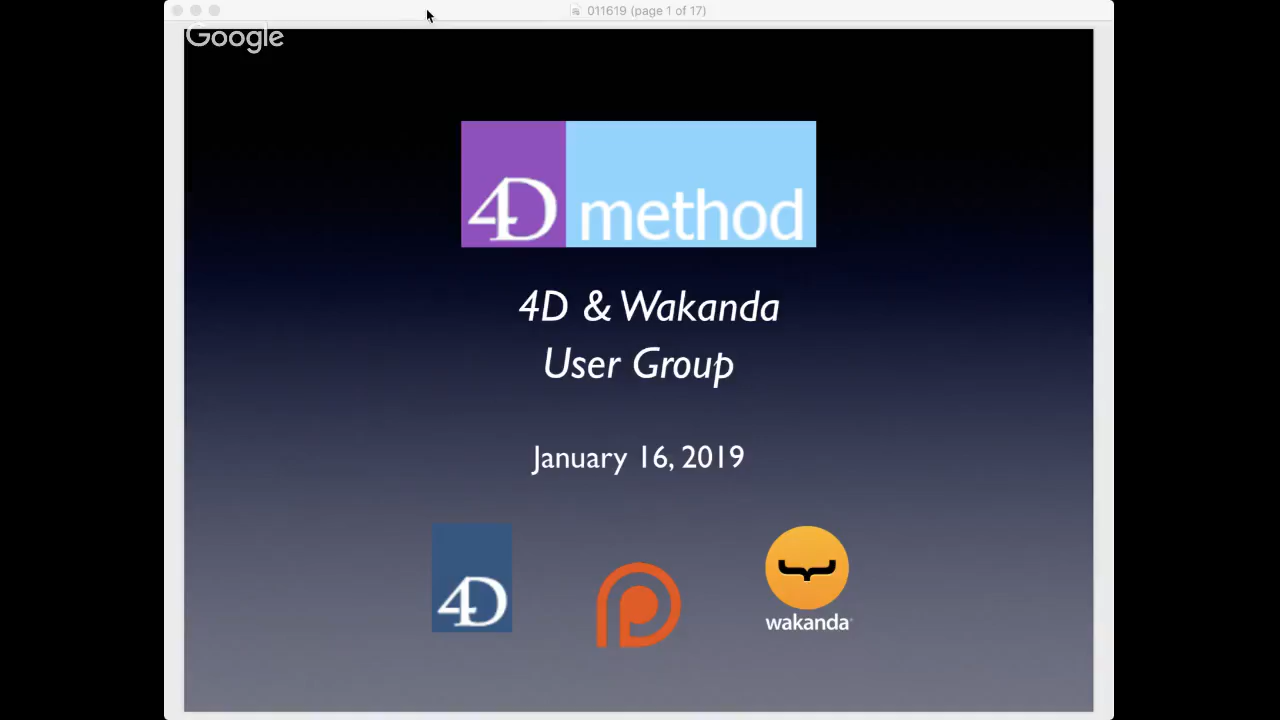 011619 (page 1 of 17)
Google
4D method
4D & Wakanda
User Group
January 16, 2019
4D
wakanda